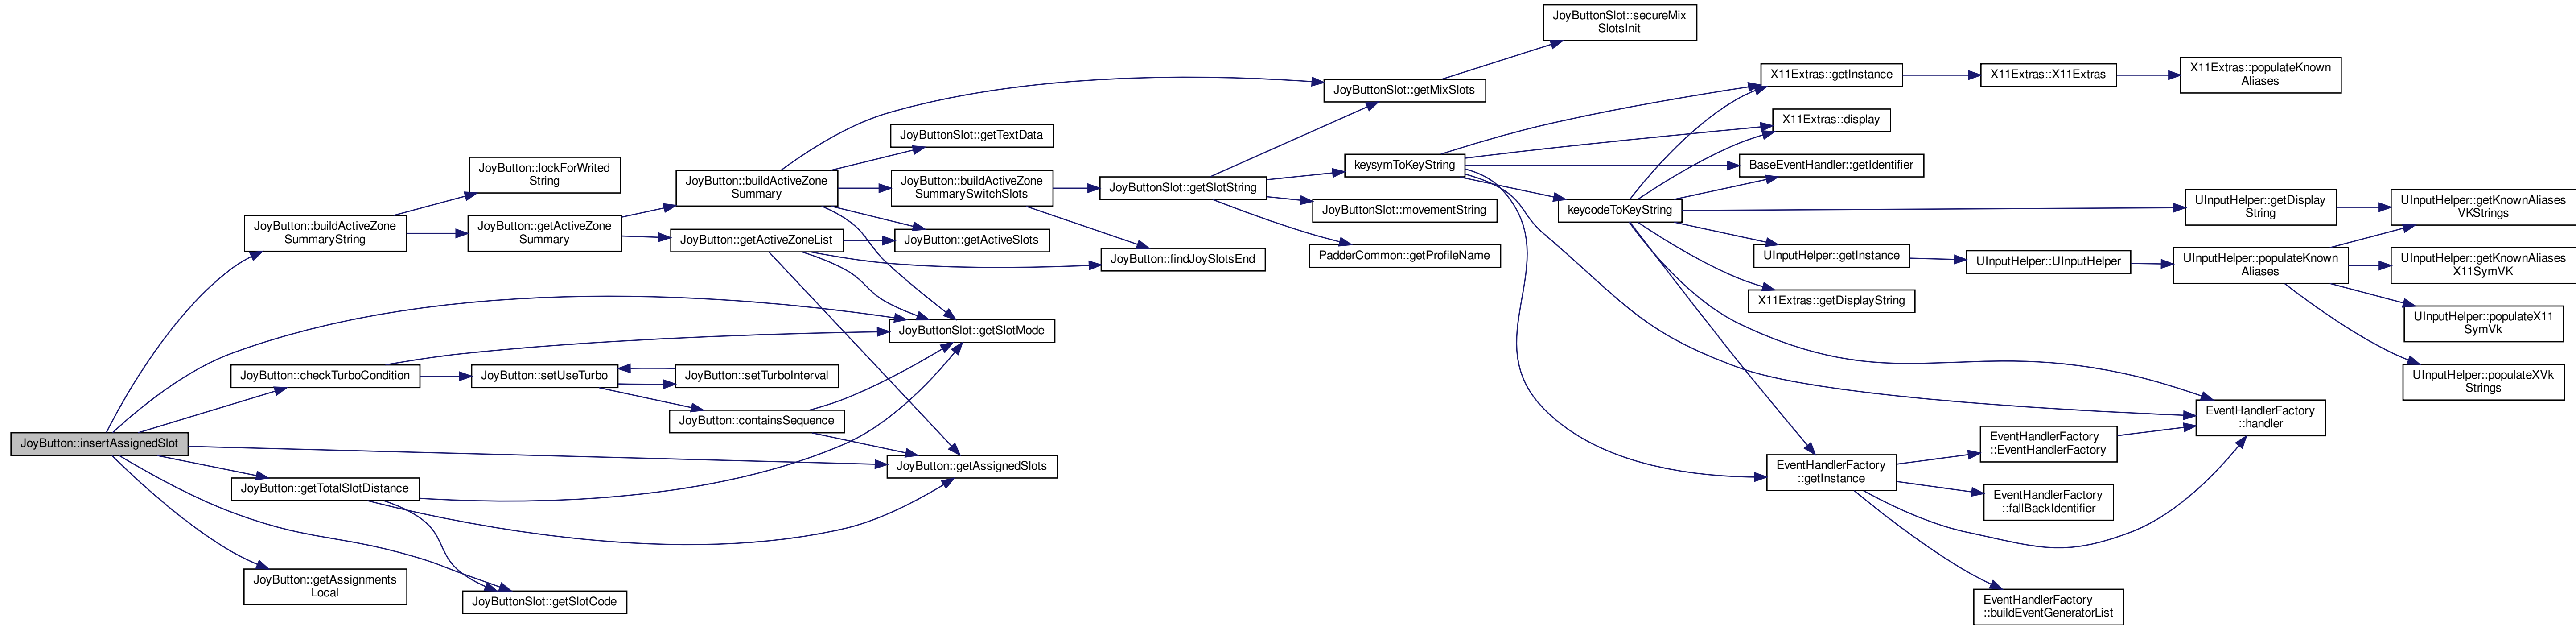 JoyButton::insertAssignedSlot
JoyButton::buildActiveZone
SummaryString
JoyButton::checkTurboCondition
JoyButton::getTotalSlotDistance
JoyButton::getAssignments
Local
JoyButton::lockForWrited
String
JoyButton::getActiveZone
Summary
JoyButton::setUseTurbo
JoyButtonSlot::getSlotCode
JoyButton::buildActiveZone
Summary
JoyButton::getActiveZoneList
JoyButton::setTurboInterval
JoyButton::containsSequence
JoyButtonSlot::getTextData
JoyButton::buildActiveZone
SummarySwitchSlots
JoyButton::getActiveSlots
JoyButtonSlot::getSlotMode
JoyButton::getAssignedSlots
JoyButtonSlot::getSlotString
JoyButton::findJoySlotsEnd
JoyButtonSlot::getMixSlots
keysymToKeyString
JoyButtonSlot::movementString
PadderCommon::getProfileName
JoyButtonSlot::secureMix
SlotsInit
keycodeToKeyString
X11Extras::getInstance
X11Extras::display
BaseEventHandler::getIdentifier
UInputHelper::getInstance
X11Extras::getDisplayString
EventHandlerFactory
::getInstance
X11Extras::X11Extras
UInputHelper::UInputHelper
EventHandlerFactory
::EventHandlerFactory
EventHandlerFactory
::fallBackIdentifier
EventHandlerFactory
::buildEventGeneratorList
X11Extras::populateKnown
Aliases
UInputHelper::getDisplay
String
UInputHelper::populateKnown
Aliases
EventHandlerFactory
::handler
UInputHelper::getKnownAliases
VKStrings
UInputHelper::getKnownAliases
X11SymVK
UInputHelper::populateX11
SymVk
UInputHelper::populateXVk
Strings